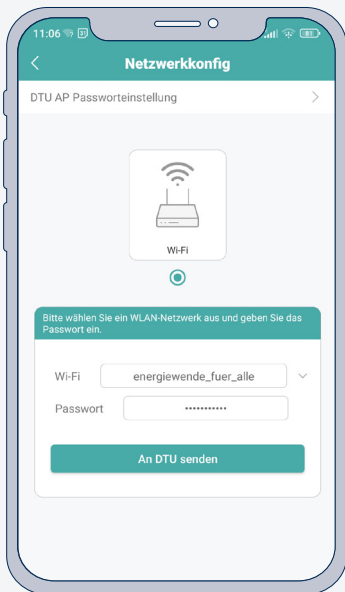 11:06 31
Netzwerkkonfig
DTU AP Passworteinstellung
Wi-Fi
Bitte wählen Sie ein WLAN-Netzwerk aus und geben Sie das
Passwort ein.
Wi-Fi energiewende_fuer_alle
Passwort ···········
An DTU senden